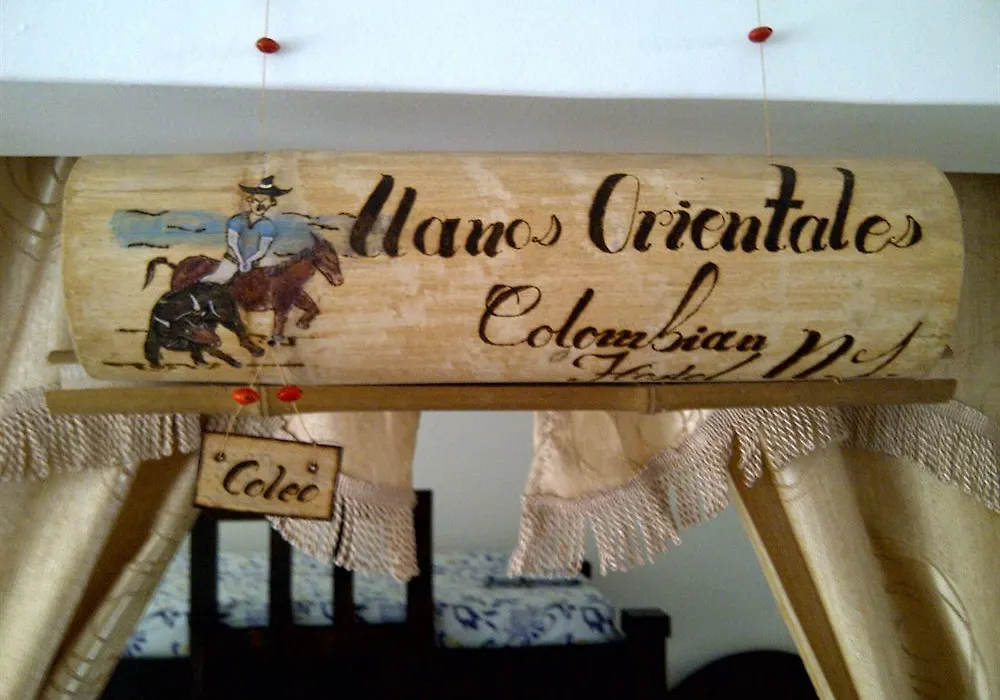 Llanos Orientales
Colombian
"Coleo"